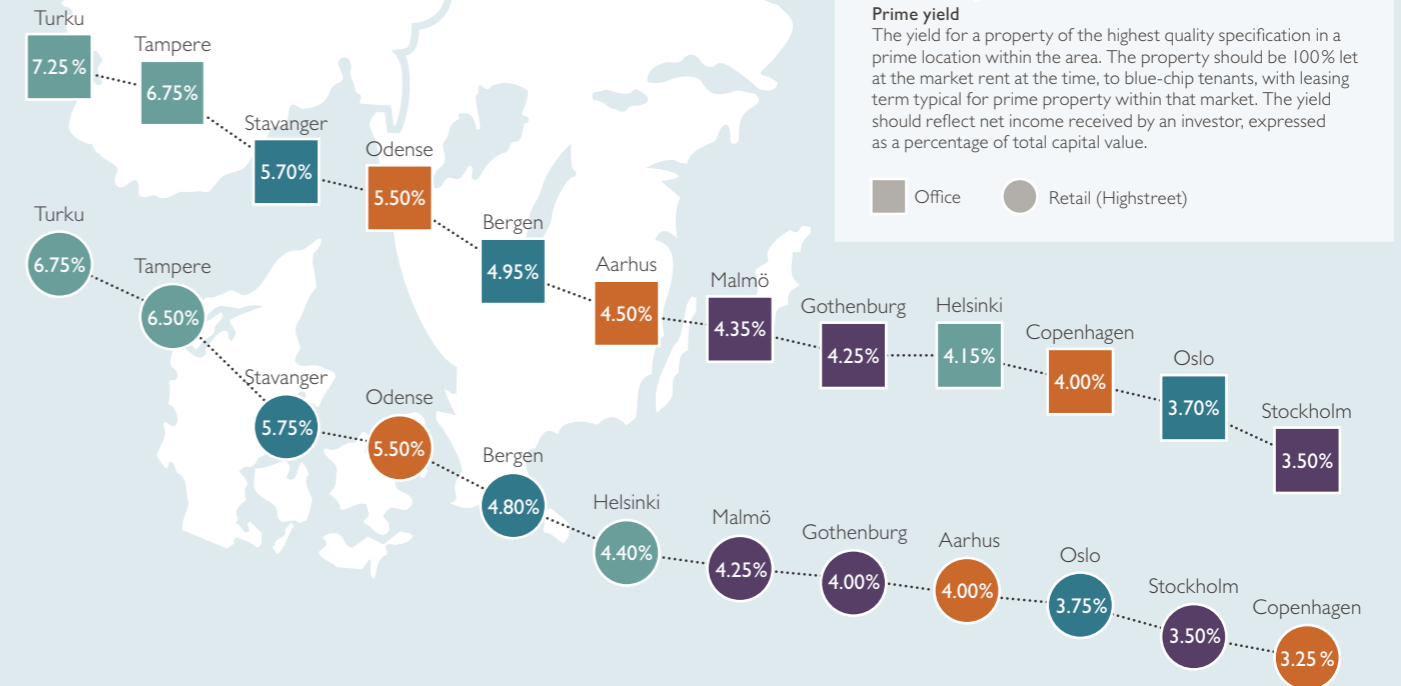 Prime yield
The yield for a property of the highest quality specification in a
prime location within the area. The property should be 100% let
at the market rent at the time, to blue-chip tenants, with leasing
term typical for prime property within that market. The yield
should reflect net income received by an investor, expressed
as a percentage of total capital value.
Office
Retail (Highstreet)
Turku
7.25 %
Tampere
6.75%
Stavanger
5.70%
Odense
5.50%
Bergen
4.95%
Aarhus
4.50%
Malmö
4.35%
Gothenburg
4.25%
Helsinki
4.15%
Copenhagen
4.00%
Oslo
3.70%
Stockholm
3.50%
Turku
6.75%
Tampere
6.50%
Stavanger
5.75%
Odense
5.50%
Bergen
4.80%
Helsinki
4.40%
Malmö
4.25%
Gothenburg
4.00%
Aarhus
4.00%
Oslo
3.75%
Stockholm
3.50%
Copenhagen
3.25 %